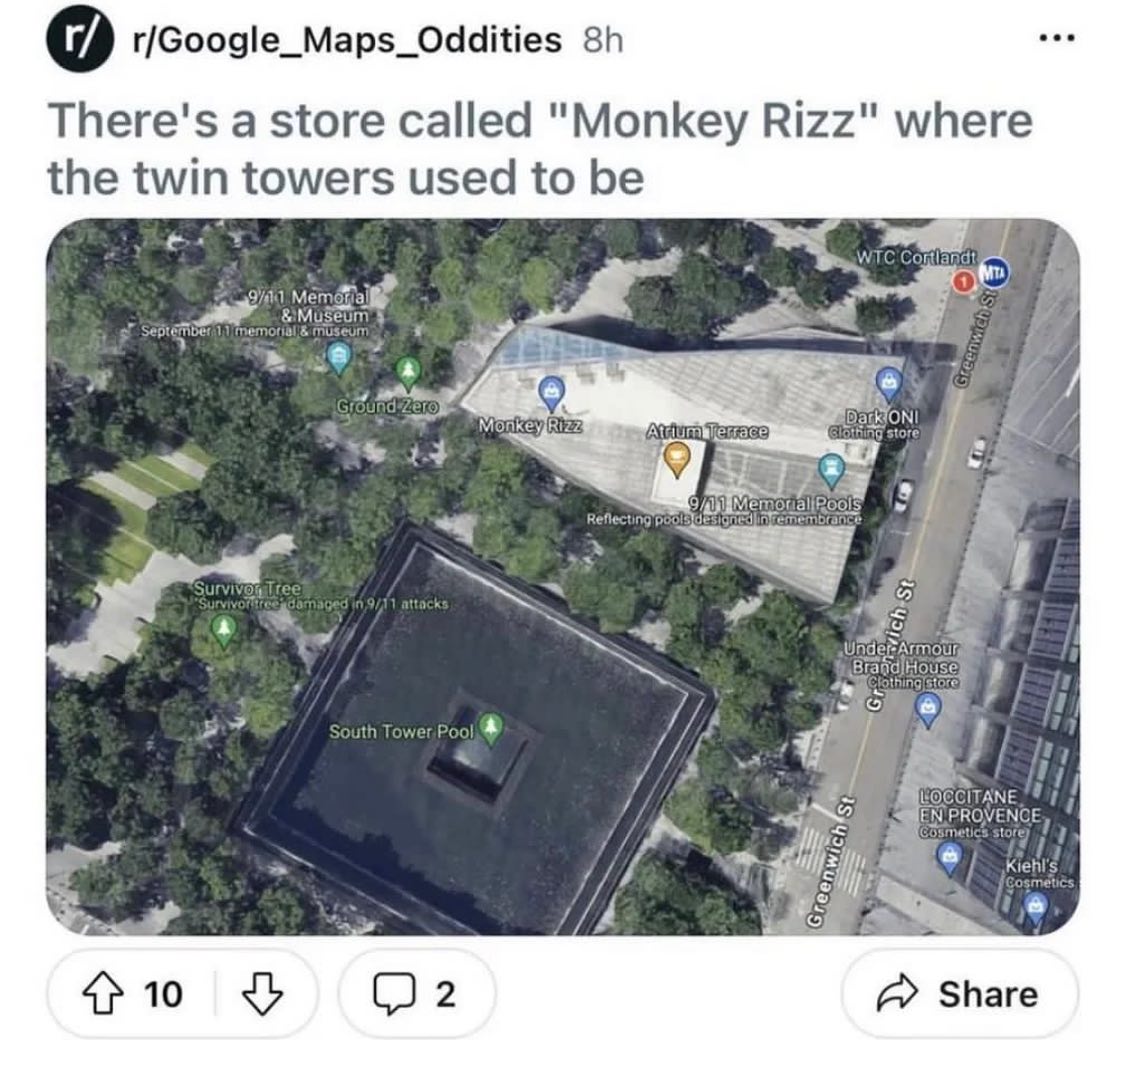 r/ r/Google_Maps_Oddities 8h
There's a store called "Monkey Rizz" where
the twin towers used to be
WTC Cortlandt
1
MTA
Greenwich St
9/11 Memorial
& Museum
September 11 memorial & museum
Ground Zero
Monkey Rizz
Atrium Terrace
Dark ONI
Clothing store
9/11 Memorial Pools
Reflecting pools designed in remembrance
Survivor Tree
"Survivor tree" damaged in 9/11 attacks
Greenwich St
Under Armour
Brand House
Clothing store
South Tower Pool
L'OCCITANE
EN PROVENCE
Cosmetics store
Greenwich St
Kiehl's
Cosmetics
10
2
Share